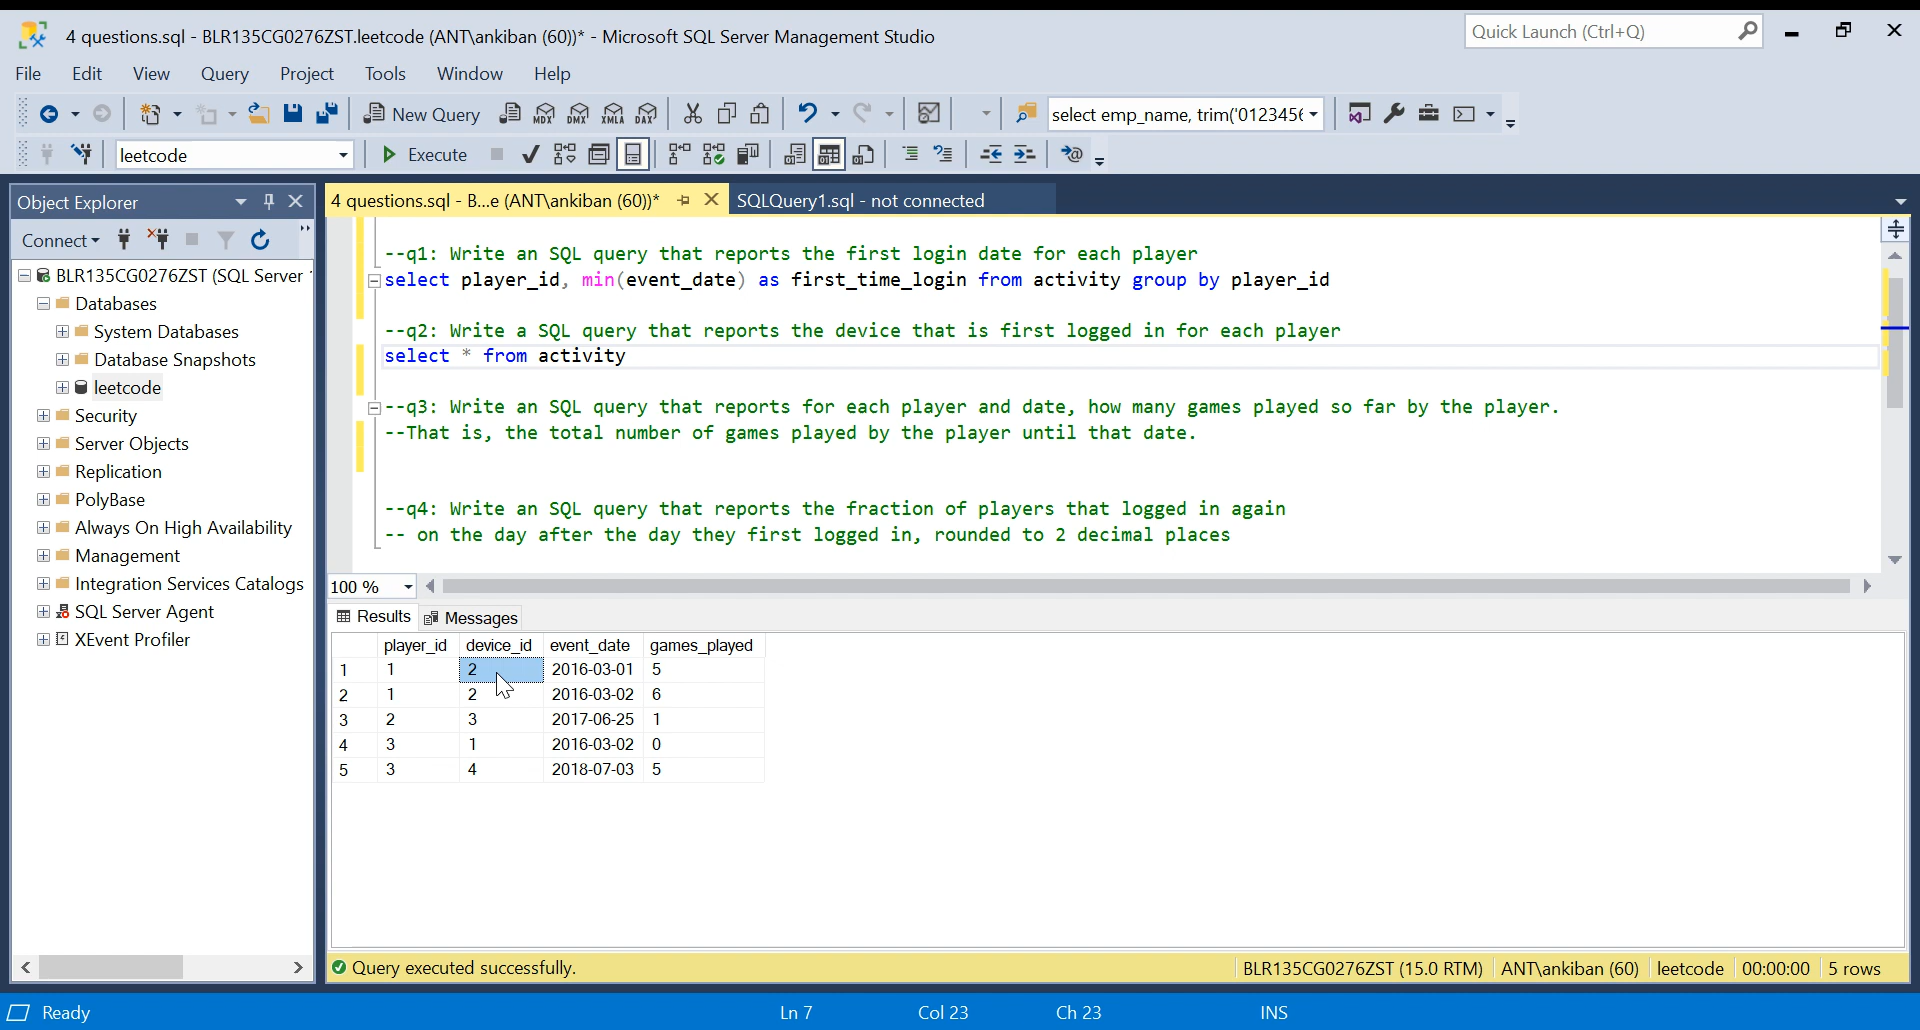 4 questions.sql - BLR135CG0276ZST.leetcode (ANT\ankiban (60))* - Microsoft SQL Server Management Studio
Quick Launch (Ctrl+Q)
File Edit View Query Project Tools Window Help
New Query MDX DMX XMLA DAX select emp_name, trim('0123456
leetcode Execute
Object Explorer
4 questions.sql - B...e (ANT\ankiban (60))* SQLQuery1.sql - not connected
Connect
BLR135CG0276ZST (SQL Server
Databases
System Databases
Database Snapshots
leetcode
Security
Server Objects
Replication
PolyBase
Always On High Availability
Management
Integration Services Catalogs
SQL Server Agent
XEvent Profiler
--q1: Write an SQL query that reports the first login date for each player
select player_id, min(event_date) as first_time_login from activity group by player_id
--q2: Write a SQL query that reports the device that is first logged in for each player
select * from activity
--q3: Write an SQL query that reports for each player and date, how many games played so far by the player.
--That is, the total number of games played by the player until that date.
--q4: Write an SQL query that reports the fraction of players that logged in again
-- on the day after the day they first logged in, rounded to 2 decimal places
100 %
Results Messages
player_id device_id event_date games_played
1 1 2 2016-03-01 5
2 1 2 2016-03-02 6
3 2 3 2017-06-25 1
4 3 1 2016-03-02 0
5 3 4 2018-07-03 5
Query executed successfully. BLR135CG0276ZST (15.0 RTM) ANT\ankiban (60) leetcode 00:00:00 5 rows
Ready Ln 7 Col 23 Ch 23 INS